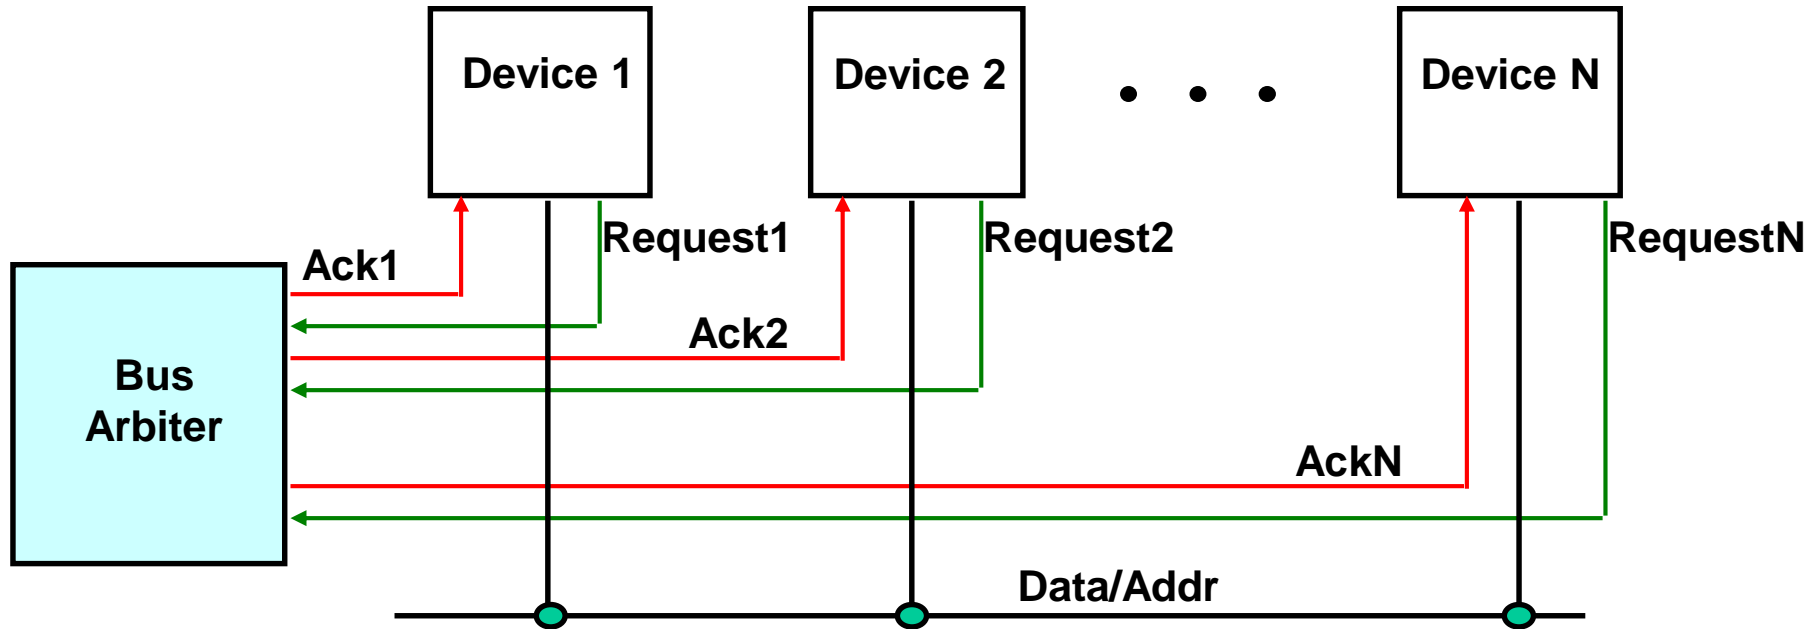 Device 1
Device 2
Device N
Request1
Request2
RequestN
Ack1
Ack2
Bus
Arbiter
AckN
Data/Addr